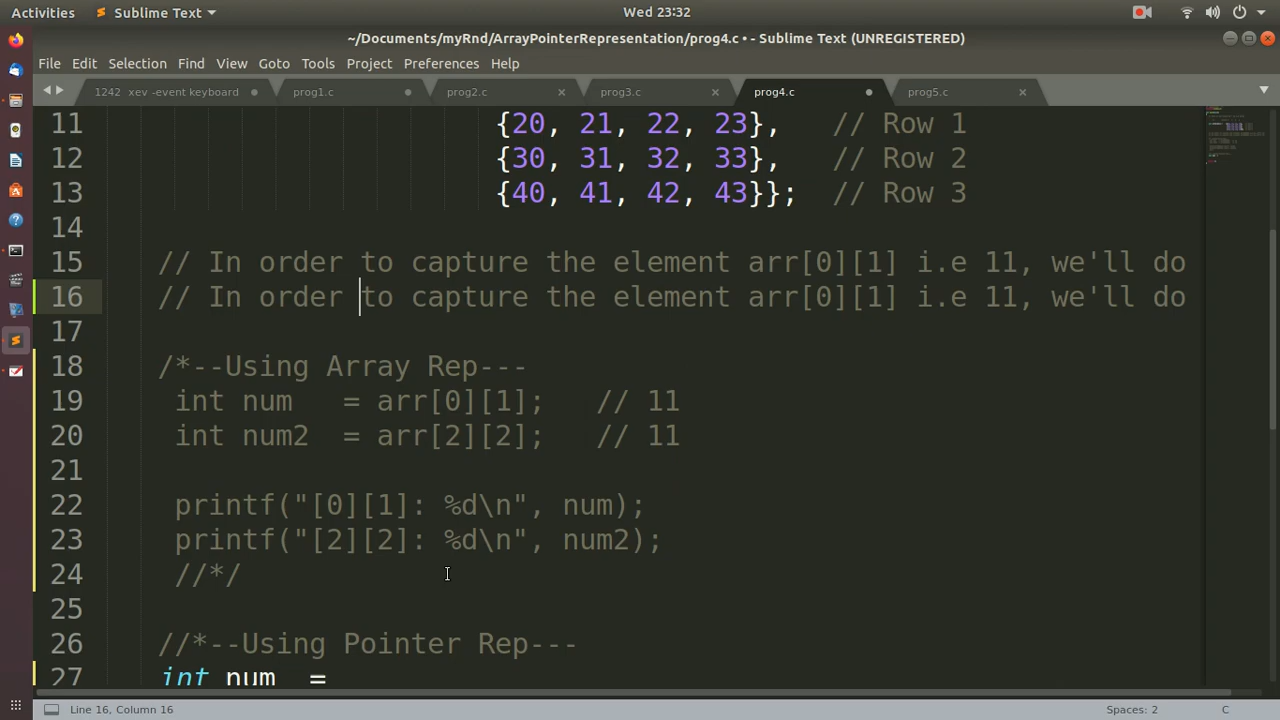 Activities Sublime Text Wed 23:32
~/Documents/myRnd/ArrayPointerRepresentation/prog4.c • - Sublime Text (UNREGISTERED)
File Edit Selection Find View Goto Tools Project Preferences Help
1242 xev -event keyboard prog1.c prog2.c prog3.c prog4.c prog5.c
11 {20, 21, 22, 23}, // Row 1
12 {30, 31, 32, 33}, // Row 2
13 {40, 41, 42, 43}}; // Row 3
14
15 // In order to capture the element arr[0][1] i.e 11, we'll do
16 // In order to capture the element arr[0][1] i.e 11, we'll do
17
18 /*--Using Array Rep---
19 int num = arr[0][1]; // 11
20 int num2 = arr[2][2]; // 11
21
22 printf("[0][1]: %d\n", num);
23 printf("[2][2]: %d\n", num2);
24 //*/
25
26 //*--Using Pointer Rep---
27 int num =
Line 16, Column 16 Spaces: 2 C